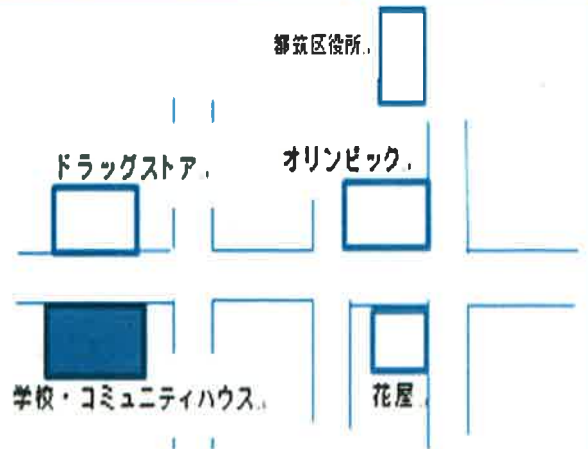 都筑区役所
ドラッグストア
オリンピック
学校・コミュニティハウス
花屋